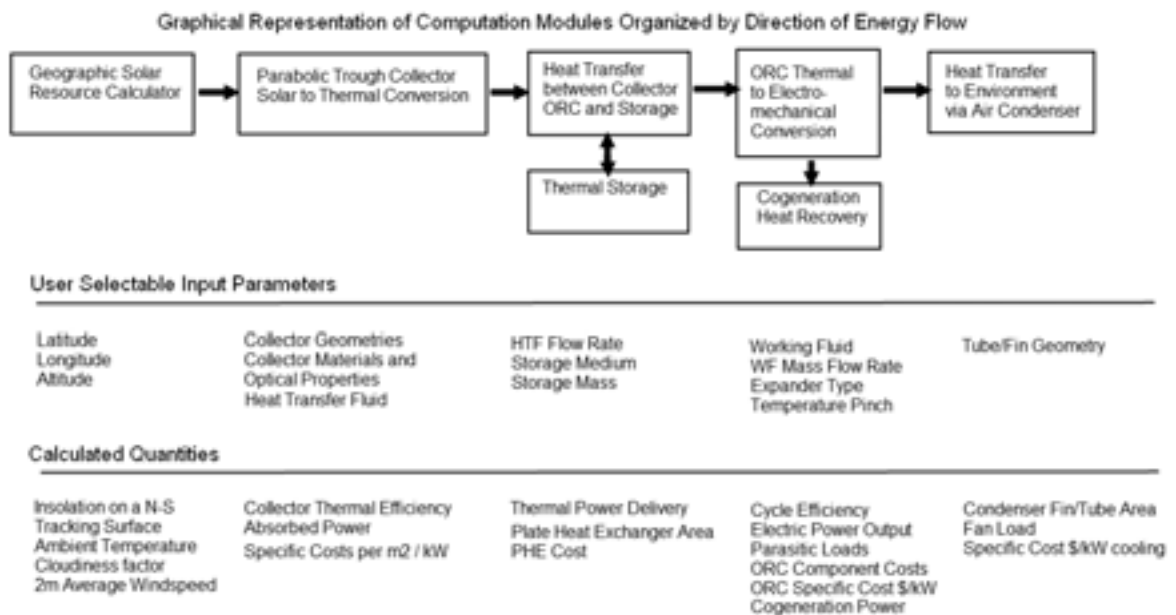 Graphical Representation of Computation Modules Organized by Direction of Energy Flow
Geographic Solar
Resource Calculator
Parabolic Trough Collector
Solar to Thermal Conversion
Heat Transfer
between Collector
ORC and Storage
ORC Thermal
to Electro-
mechanical
Conversion
Heat Transfer
to Environment
via Air Condenser
Thermal Storage
Cogeneration
Heat Recovery
User Selectable Input Parameters
Latitude
Longitude
Altitude
Collector Geometries
Collector Materials and
Optical Properties
Heat Transfer Fluid
HTF Flow Rate
Storage Medium
Storage Mass
Working Fluid
WF Mass Flow Rate
Expander Type
Temperature Pinch
Tube/Fin Geometry
Calculated Quantities
Insolation on a N-S
Tracking Surface
Ambient Temperature
Cloudiness factor
2m Average Windspeed
Collector Thermal Efficiency
Absorbed Power
Specific Costs per m2 / kW
Thermal Power Delivery
Plate Heat Exchanger Area
PHE Cost
Cycle Efficiency
Electric Power Output
Parasitic Loads
ORC Component Costs
ORC Specific Cost $/kW
Cogeneration Power
Condenser Fin/Tube Area
Fan Load
Specific Cost $/kW cooling